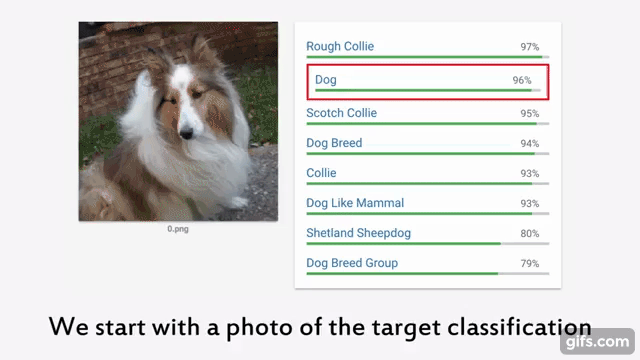 Rough Collie 97%
Dog 96%
Scotch Collie 95%
Dog Breed 94%
Collie 93%
Dog Like Mammal 93%
Shetland Sheepdog 80%
Dog Breed Group 79%
0.png
We start with a photo of the target classification
gifs.com